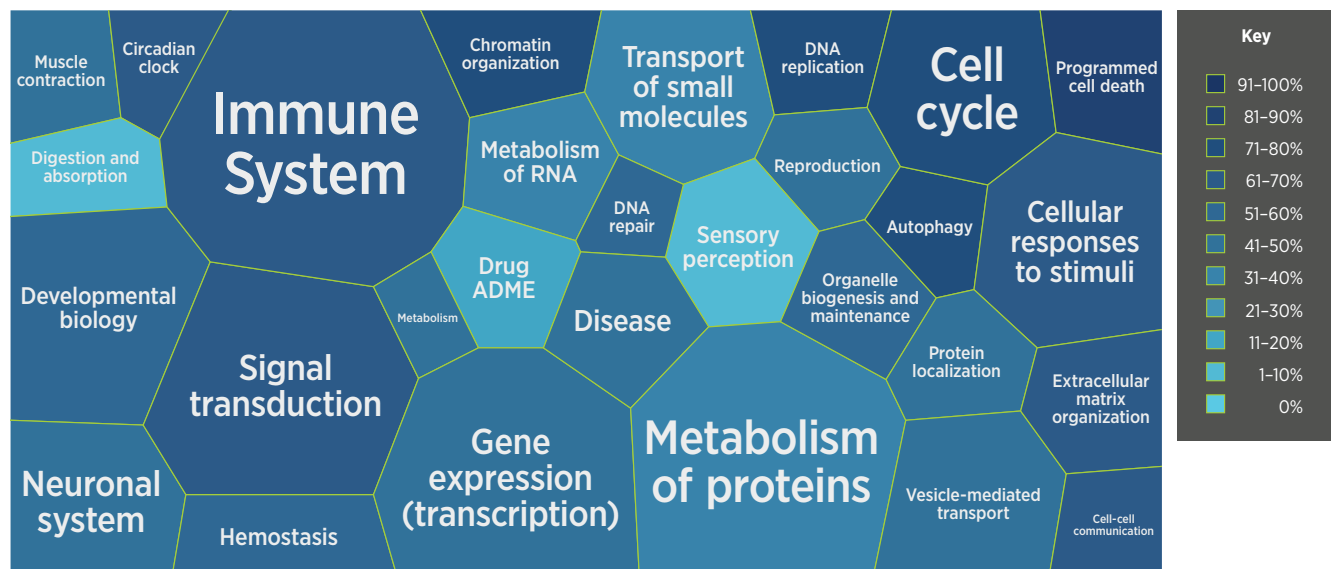 Muscle
contraction
Circadian
clock
Immune
System
Chromatin
organization
Transport
of small
molecules
DNA
replication
Cell
cycle
Programmed
cell death
Digestion and
absorption
Metabolism
of RNA
DNA
repair
Sensory
perception
Reproduction
Autophagy
Cellular
responses
to stimuli
Developmental
biology
Metabolism
Drug
ADME
Disease
Organelle
biogenesis and
maintenance
Protein
localization
Extracellular
matrix
organization
Signal
transduction
Neuronal
system
Hemostasis
Gene
expression
(transcription)
Metabolism
of proteins
Vesicle-mediated
transport
Cell-cell
communication
Key
91–100%
81–90%
71–80%
61–70%
51–60%
41–50%
31–40%
21–30%
11–20%
1–10%
0%